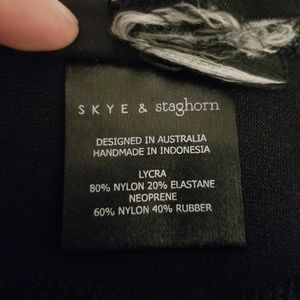 SKYE & staghorn
DESIGNED IN AUSTRALIA
HANDMADE IN INDONESIA
LYCRA
80% NYLON 20% ELASTANE
NEOPRENE
60% NYLON 40% RUBBER